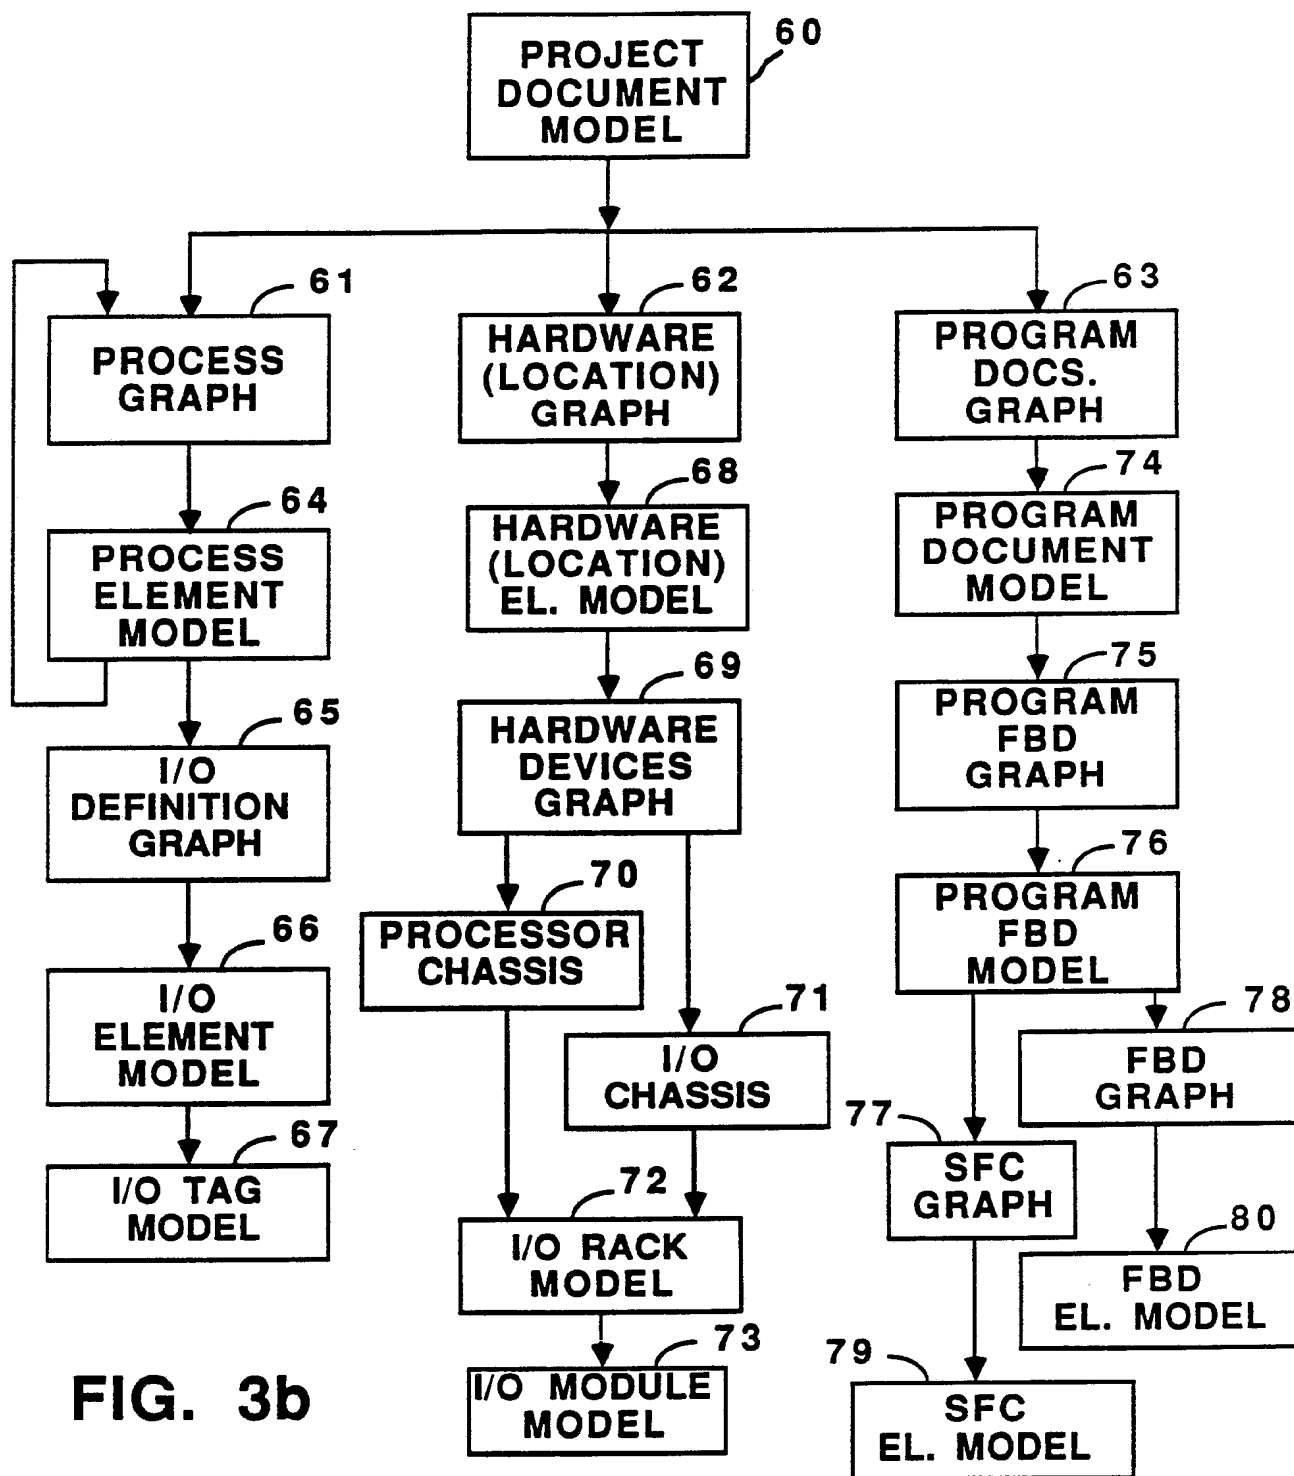 60
PROJECT
DOCUMENT
MODEL
61
PROCESS
GRAPH
62
HARDWARE
(LOCATION)
GRAPH
63
PROGRAM
DOCS.
GRAPH
64
PROCESS
ELEMENT
MODEL
68
HARDWARE
(LOCATION)
EL. MODEL
74
PROGRAM
DOCUMENT
MODEL
65
I/O
DEFINITION
GRAPH
69
HARDWARE
DEVICES
GRAPH
75
PROGRAM
FBD
GRAPH
66
I/O
ELEMENT
MODEL
70
PROCESSOR
CHASSIS
71
I/O
CHASSIS
76
PROGRAM
FBD
MODEL
67
I/O TAG
MODEL
72
I/O RACK
MODEL
77
SFC
GRAPH
78
FBD
GRAPH
73
I/O MODULE
MODEL
79
SFC
EL. MODEL
80
FBD
EL. MODEL
FIG. 3b